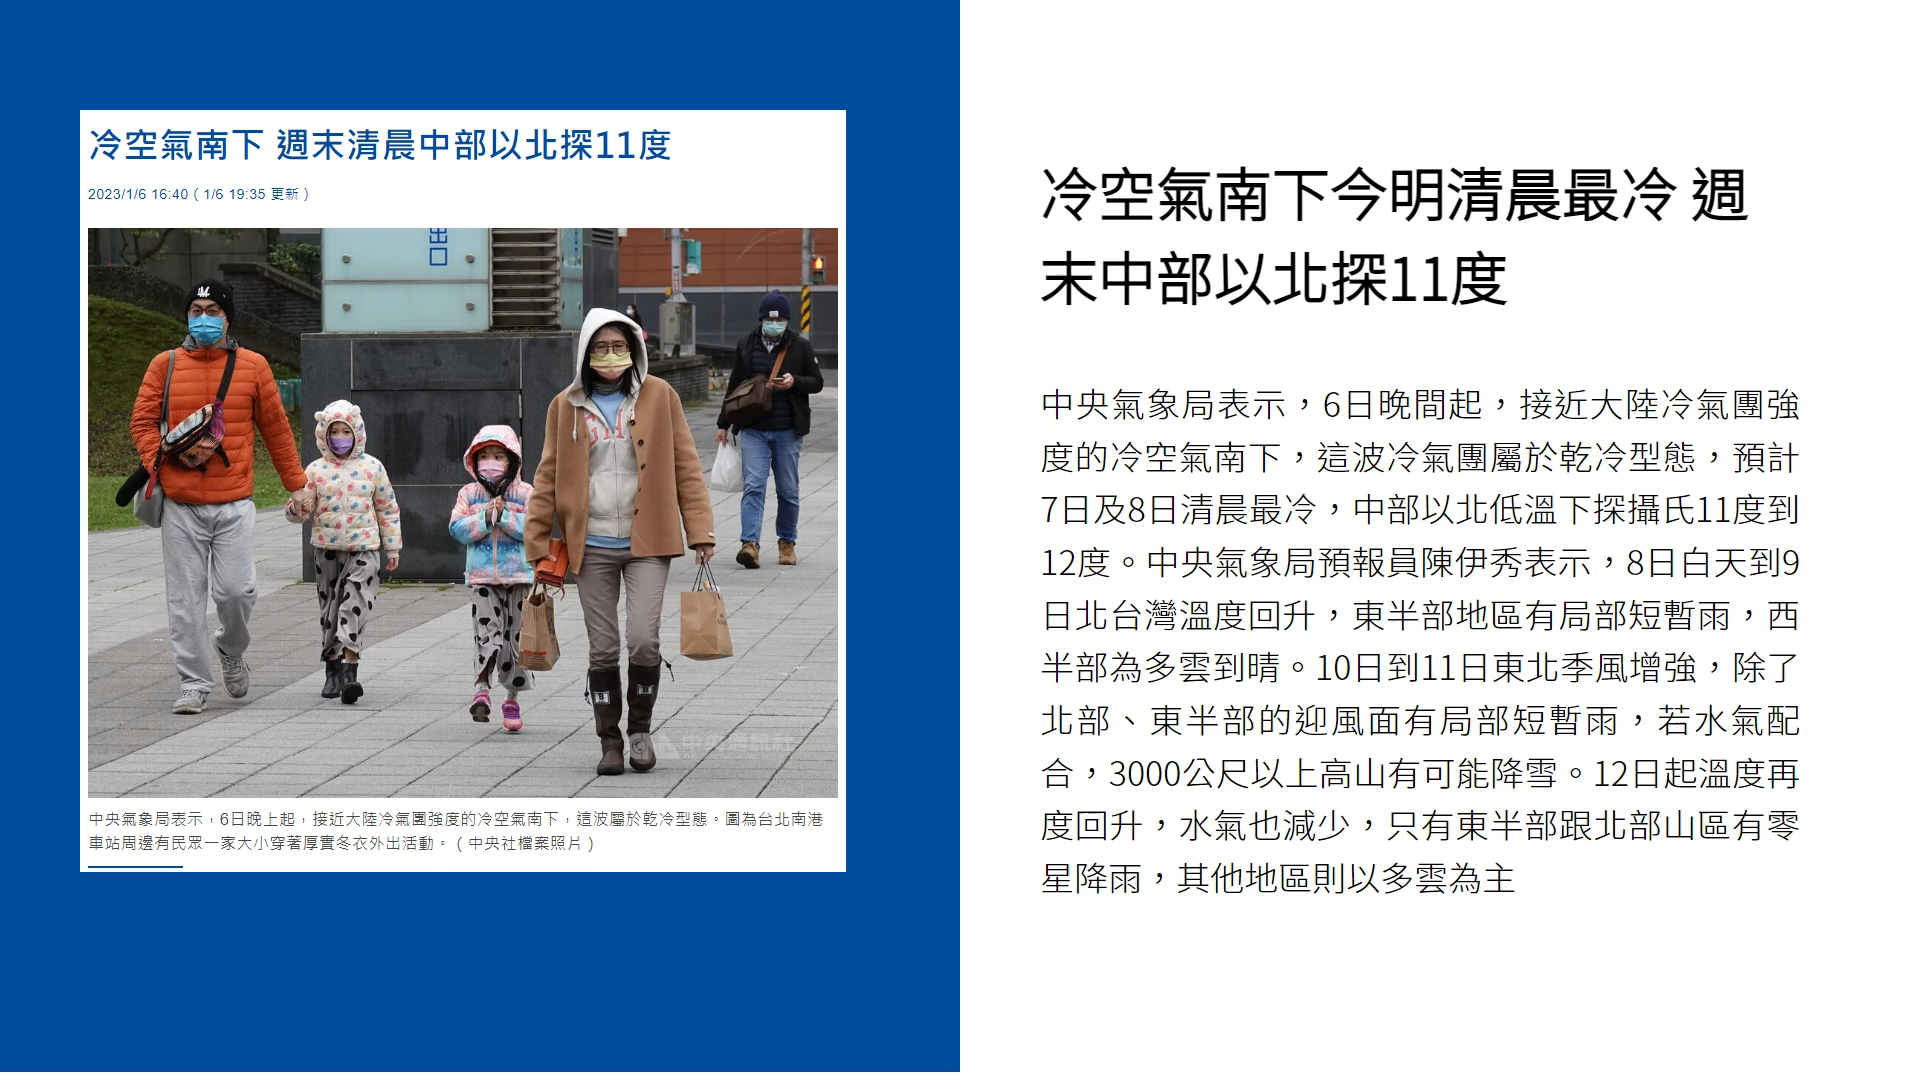 冷空氣南下 週末清晨中部以北探11度
2023/1/6 16:40（1/6 19:35 更新）
出口
中央通訊社
中央氣象局表示，6日晚上起，接近大陸冷氣團強度的冷空氣南下，這波屬於乾冷型態。圖為台北南港
車站周邊有民眾一家大小穿著厚實冬衣外出活動。（中央社檔案照片）
冷空氣南下今明清晨最冷 週
末中部以北探11度
中央氣象局表示，6日晚間起，接近大陸冷氣團強
度的冷空氣南下，這波冷氣團屬於乾冷型態，預計
7日及8日清晨最冷，中部以北低溫下探攝氏11度到
12度。中央氣象局預報員陳伊秀表示，8日白天到9
日北台灣溫度回升，東半部地區有局部短暫雨，西
半部為多雲到晴。10日到11日東北季風增強，除了
北部、東半部的迎風面有局部短暫雨，若水氣配
合，3000公尺以上高山有可能降雪。12日起溫度再
度回升，水氣也減少，只有東半部跟北部山區有零
星降雨，其他地區則以多雲為主